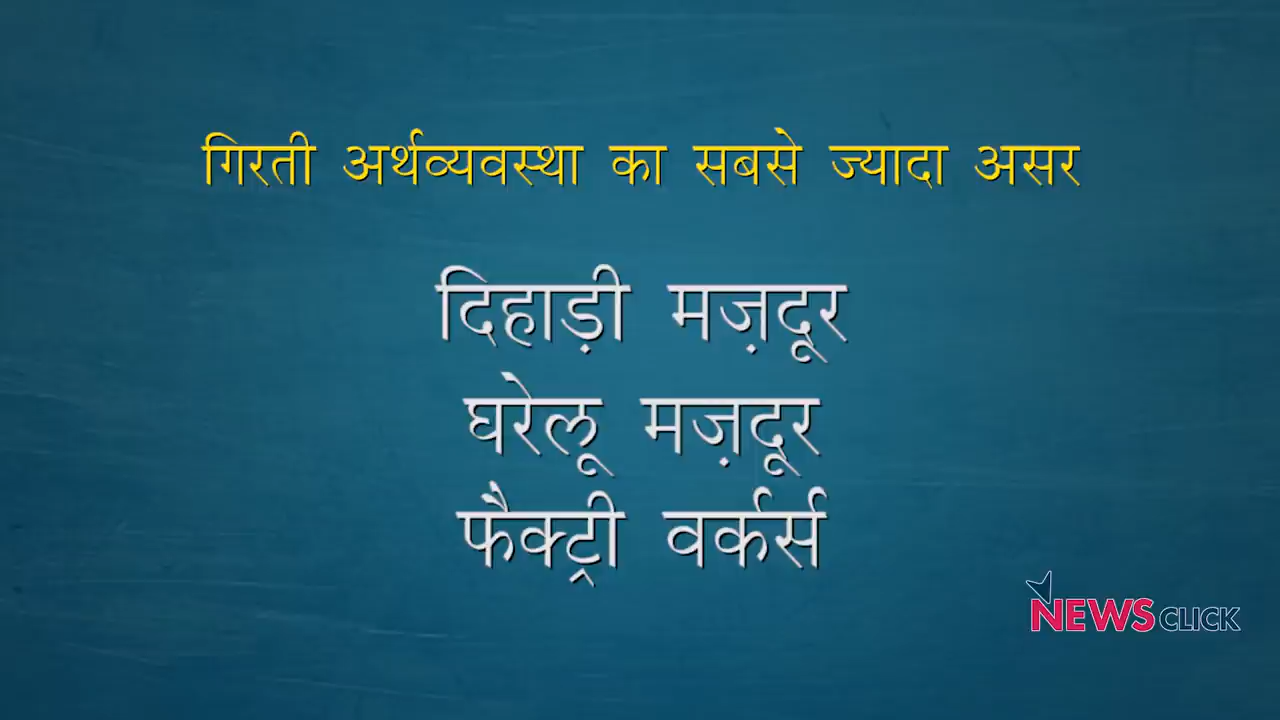 गिरती अर्थव्यवस्था का सबसे ज्यादा असर
दिहाड़ी मज़दूर
घरेलू मज़दूर
फैक्ट्री वर्कर्स
NEWSCLICK